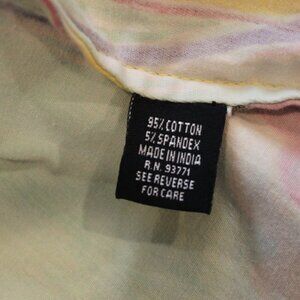 95% COTTON
5% SPANDEX
MADE IN INDIA
R.N. 93771
SEE REVERSE
FOR CARE